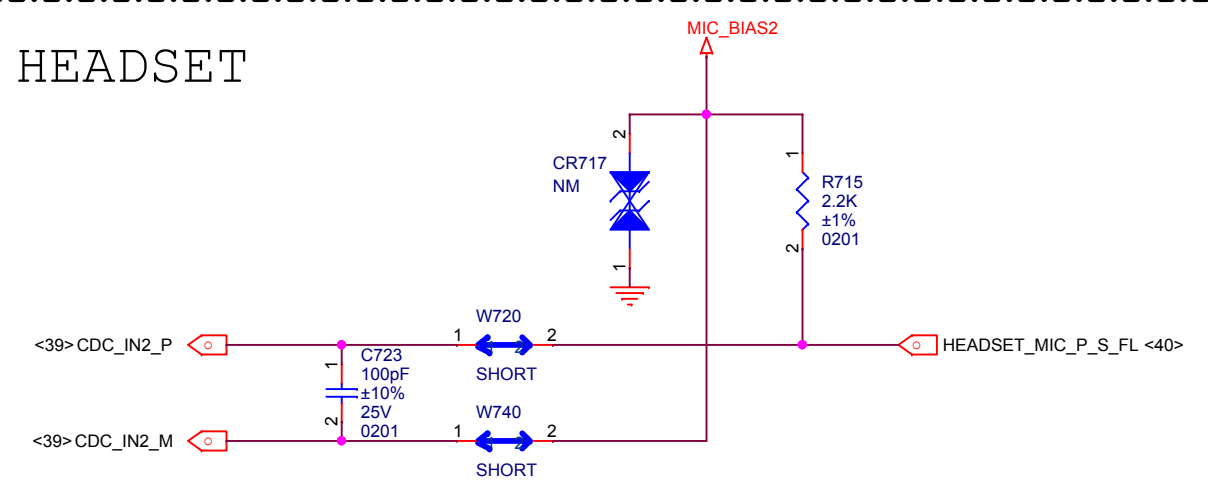 MIC_BIAS2
HEADSET
2
CR717
NM
1
1
R715
2.2K
±1%
0201
2
W720
<39> CDC_IN2_P
1
2
HEADSET_MIC_P_S_FL <40>
SHORT
1
C723
100pF
±10%
25V
0201
2
W740
<39> CDC_IN2_M
1
2
SHORT